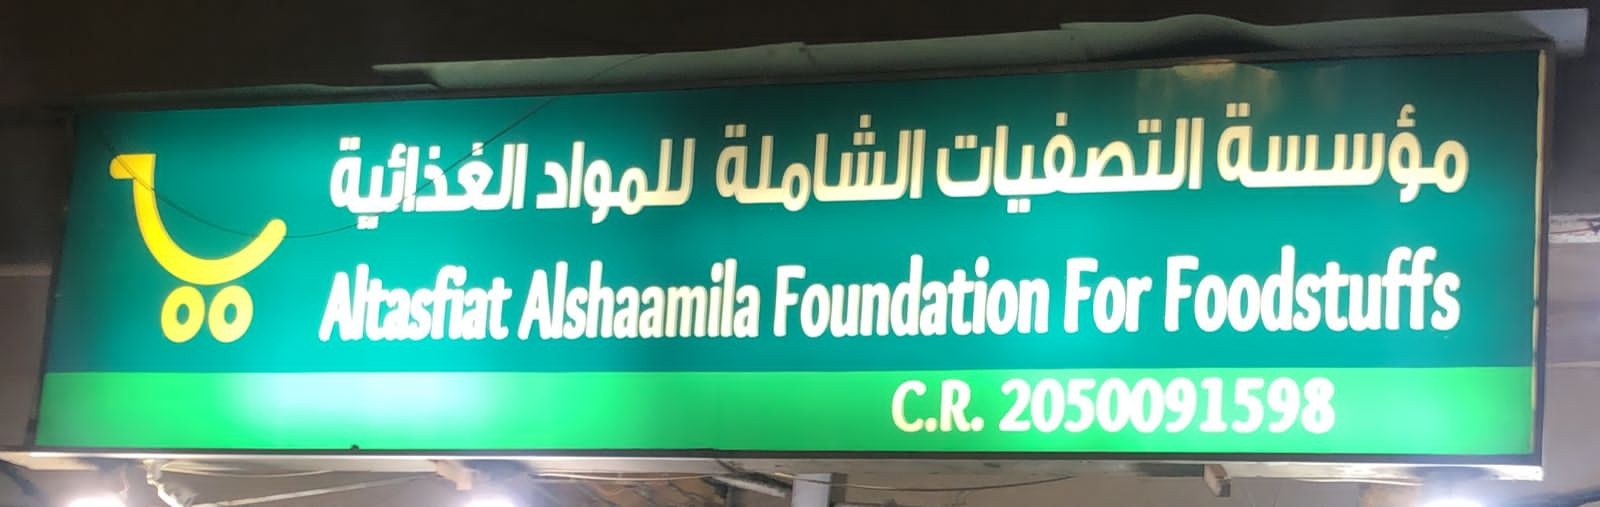 مؤسسة التصفيات الشاملة للمواد الغذائية
Altasfiat Alshaamila Foundation For Foodstuffs
C.R. 2050091598